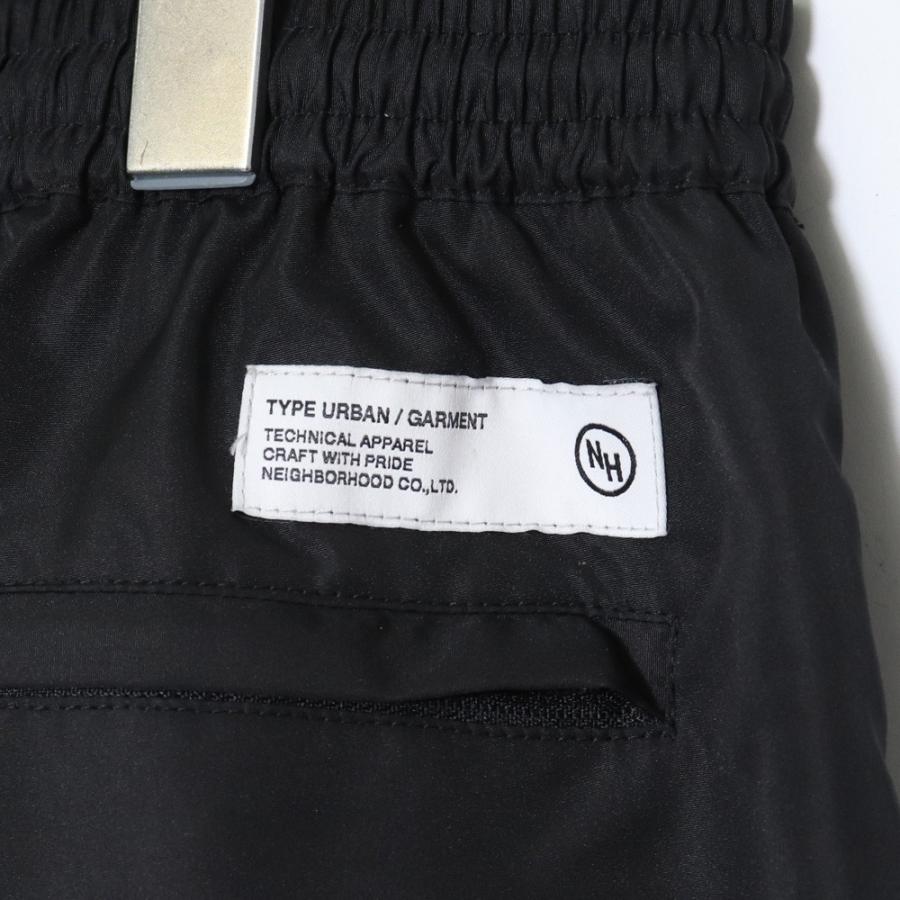 TYPE URBAN / GARMENT
TECHNICAL APPAREL
CRAFT WITH PRIDE
NEIGHBORHOOD CO.,LTD.
NH